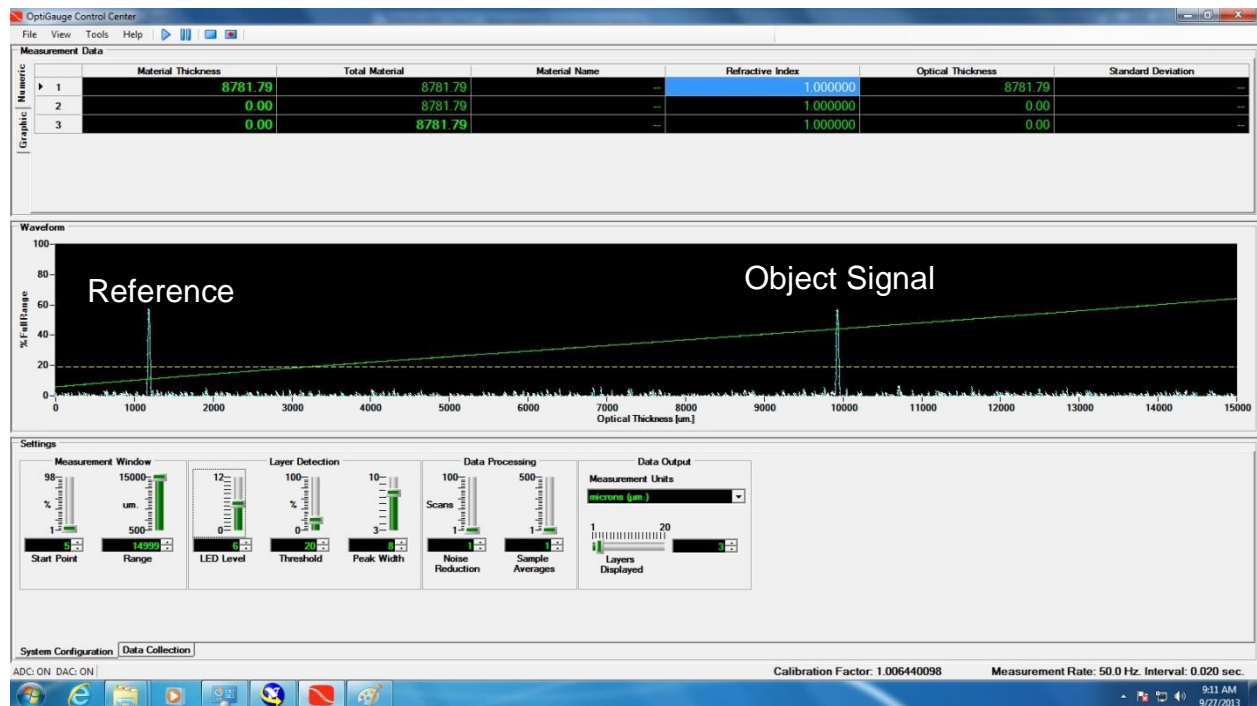 OptiGauge Control Center
File View Tools Help
Measurement Data
Numeric
Graphic
Material Thickness Total Material Material Name Refractive Index Optical Thickness Standard Deviation
1 8781.79 8781.79 -- 1.000000 8781.79 --
2 0.00 8781.79 -- 1.000000 0.00 --
3 0.00 8781.79 -- 1.000000 0.00 --
Waveform
% Full Range
100
80
60
40
20
0
Reference
Object Signal
0 1000 2000 3000 4000 5000 6000 7000 8000 9000 10000 11000 12000 13000 14000 15000
Optical Thickness [um.]
Settings
Measurement Window Layer Detection Data Processing Data Output
98 15000 12 100 10 100 500 Measurement Units
% um. % Scans microns (µm.)
1 500 0 0 3 1 1 1 20
5 14999 6 20 8 1 1 3
Start Point Range LED Level Threshold Peak Width Noise Reduction Sample Averages Layers Displayed
System Configuration Data Collection
ADC: ON DAC: ON Calibration Factor: 1.006440098 Measurement Rate: 50.0 Hz. Interval: 0.020 sec.
9:11 AM
9/27/2013